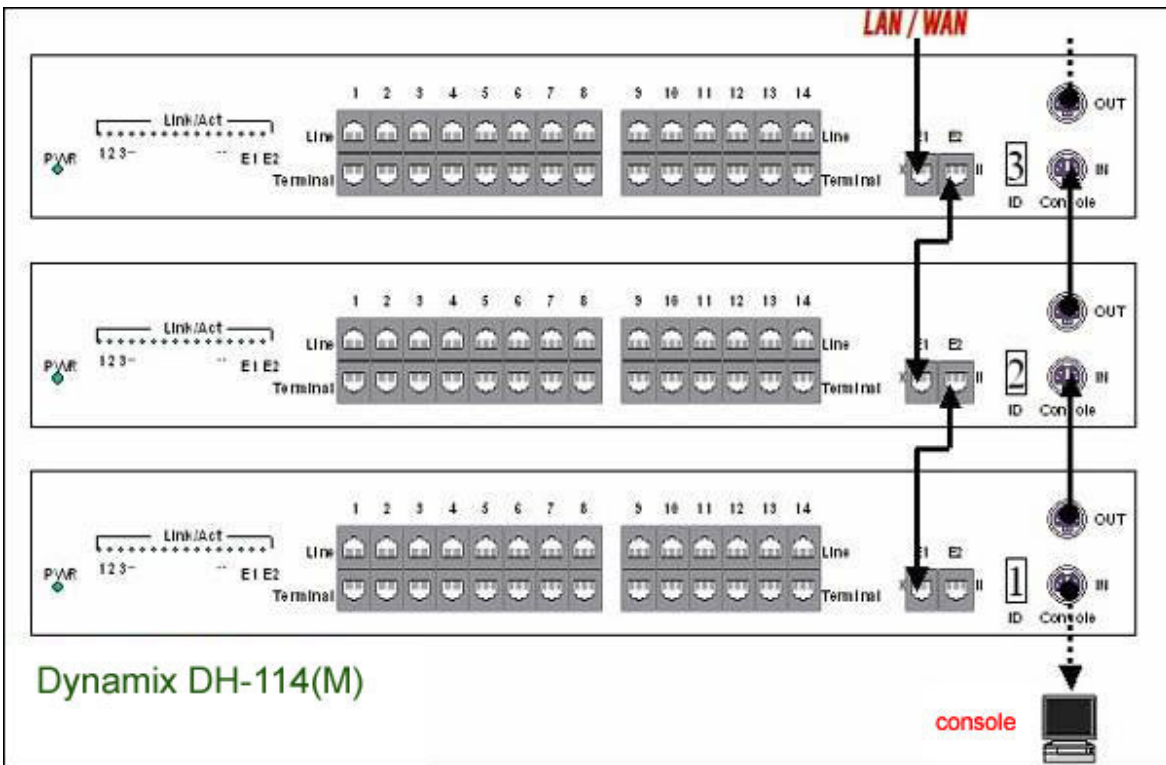 LAN / WAN
1 2 3 4 5 6 7 8 9 10 11 12 13 14
OUT
Link/Act
Line Line E1 E2
PWR 1 2 3 -- -- E1 E2
3 IN
Terminal Terminal X II
ID Console
1 2 3 4 5 6 7 8 9 10 11 12 13 14
OUT
Link/Act
Line Line E1 E2
PWR 1 2 3 -- -- E1 E2
2 IN
Terminal Terminal X II
ID Console
1 2 3 4 5 6 7 8 9 10 11 12 13 14
OUT
Link/Act
Line Line E1 E2
PWR 1 2 3 -- -- E1 E2
1 IN
Terminal Terminal X II
ID Console
Dynamix DH-114(M)
console